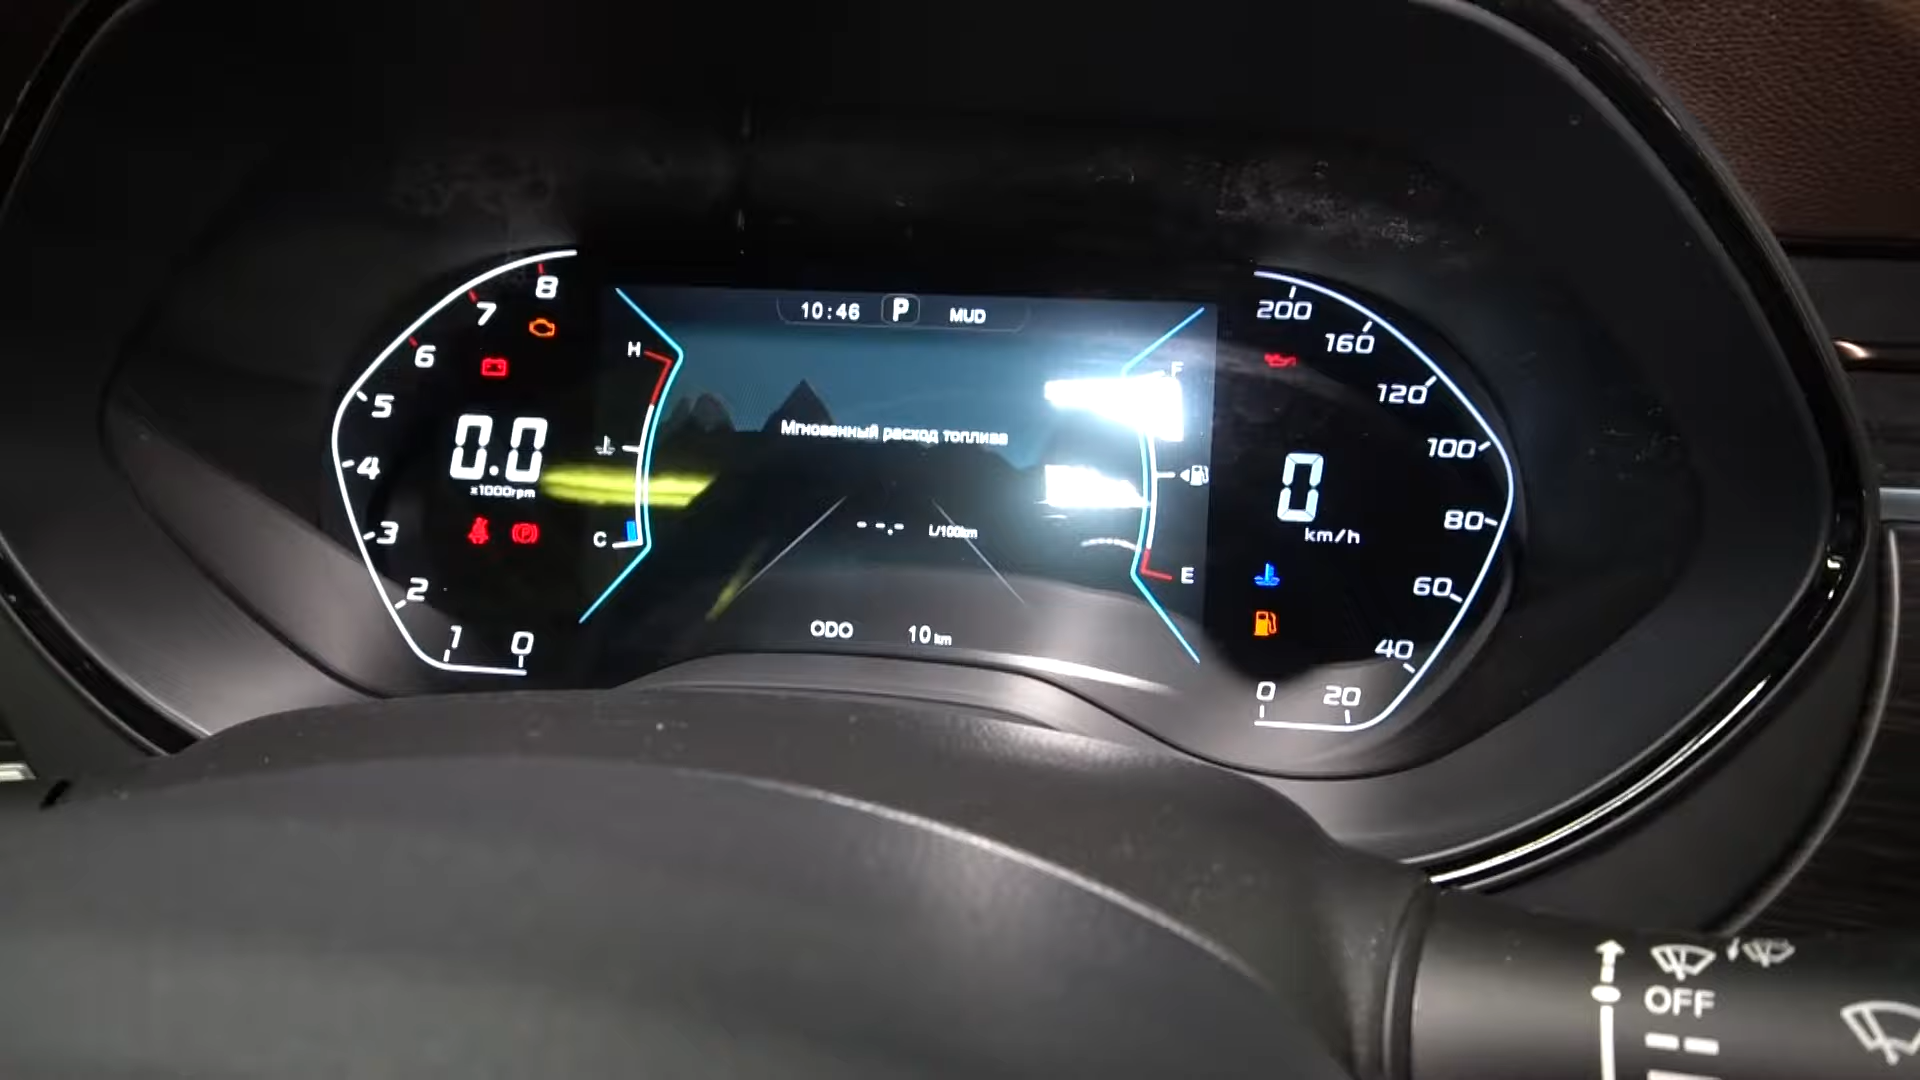 10:46 P MUD
8
7
6
5
4
3
2
1
0
0.0
x1000rpm
H
C
Мгновенный расход топлива
--.- L/100km
ODO 10 km
F
E
200
160
120
100
80
60
40
20
0
0
km/h
OFF